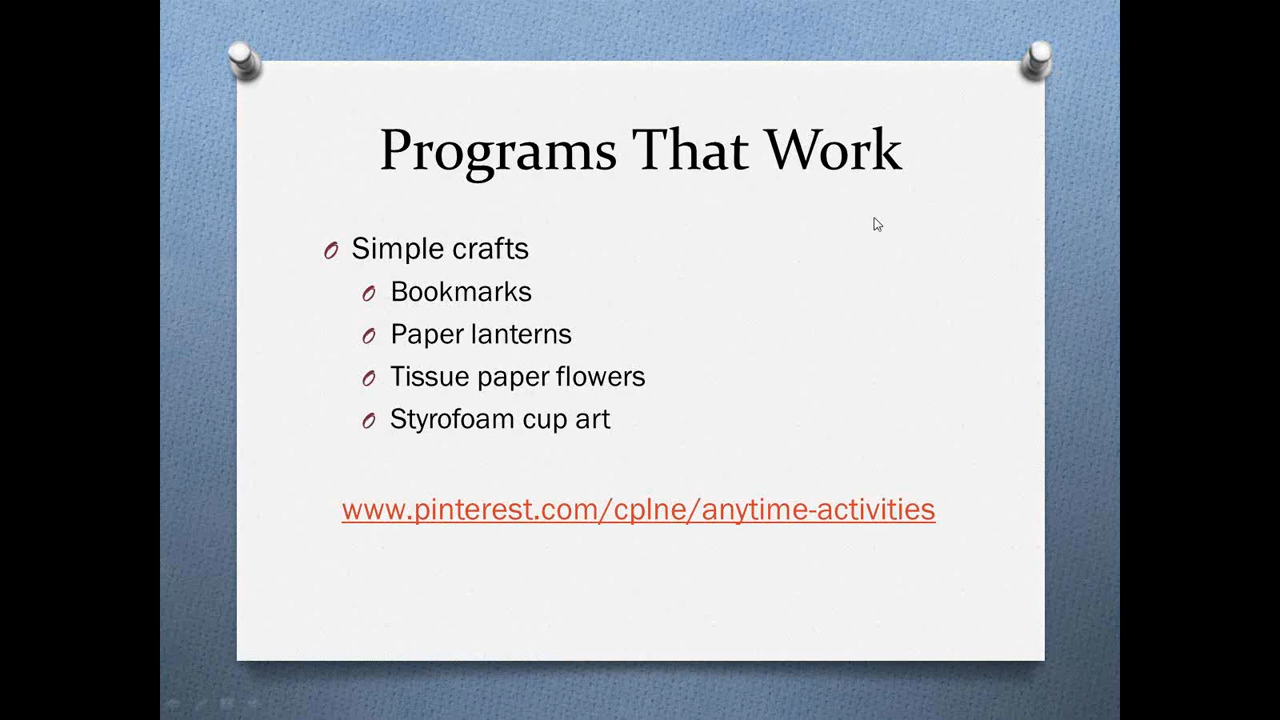 Programs That Work
Simple crafts
Bookmarks
Paper lanterns
Tissue paper flowers
Styrofoam cup art
www.pinterest.com/cplne/anytime-activities